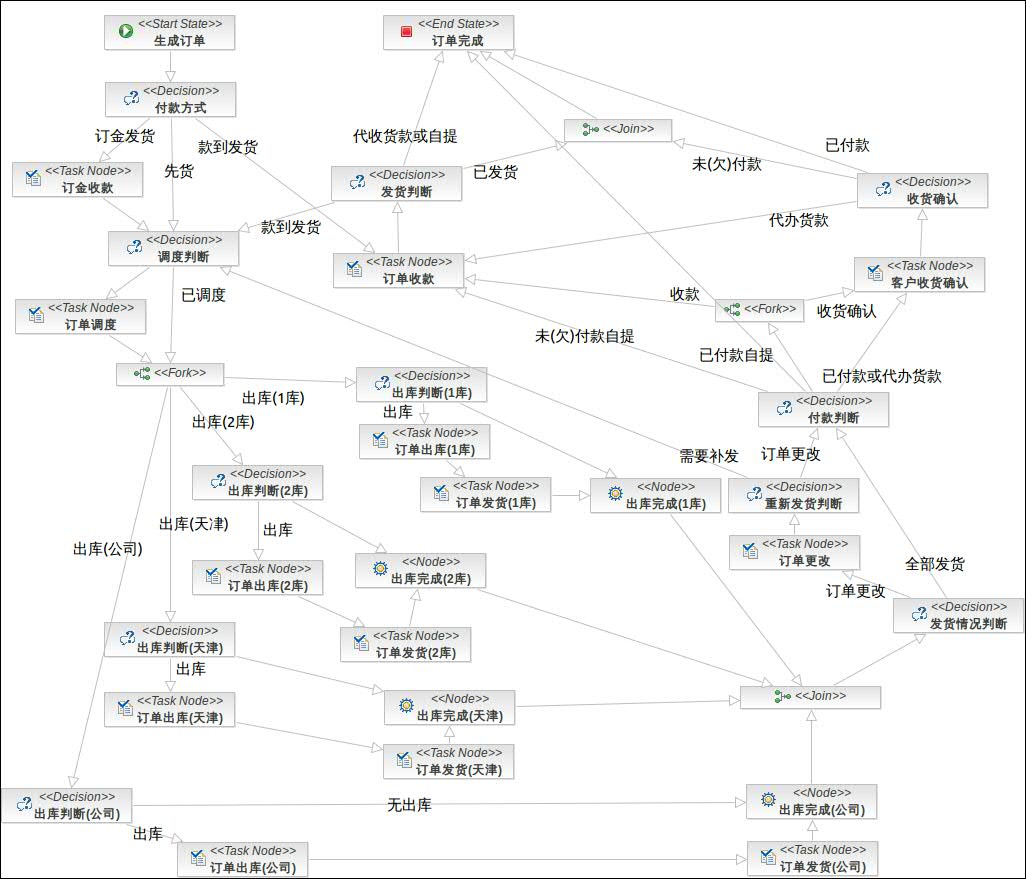 <<Start State>>
生成订单
<<End State>>
订单完成
<<Decision>>
付款方式
<<Join>>
订金发货
款到发货
代收货款或自提
已付款
先货
已发货
未(欠)付款
<<Task Node>>
订金收款
<<Decision>>
发货判断
<<Decision>>
收货确认
代办货款
款到发货
<<Decision>>
调度判断
<<Task Node>>
订单收款
<<Task Node>>
客户收货确认
已调度
收款
<<Task Node>>
订单调度
<<Fork>>
收货确认
未(欠)付款自提
已付款自提
<<Fork>>
<<Decision>>
出库判断(1库)
已付款或代办货款
出库(1库)
出库
<<Decision>>
付款判断
出库(2库)
<<Task Node>>
订单出库(1库)
需要补发
订单更改
<<Decision>>
出库判断(2库)
<<Task Node>>
订单发货(1库)
<<Node>>
出库完成(1库)
<<Decision>>
重新发货判断
出库(天津)
出库
出库(公司)
<<Task Node>>
订单更改
全部发货
<<Task Node>>
订单出库(2库)
<<Node>>
出库完成(2库)
订单更改
<<Decision>>
发货情况判断
<<Decision>>
出库判断(天津)
<<Task Node>>
订单发货(2库)
出库
<<Task Node>>
订单出库(天津)
<<Node>>
出库完成(天津)
<<Join>>
<<Task Node>>
订单发货(天津)
<<Decision>>
出库判断(公司)
无出库
<<Node>>
出库完成(公司)
出库
<<Task Node>>
订单出库(公司)
<<Task Node>>
订单发货(公司)